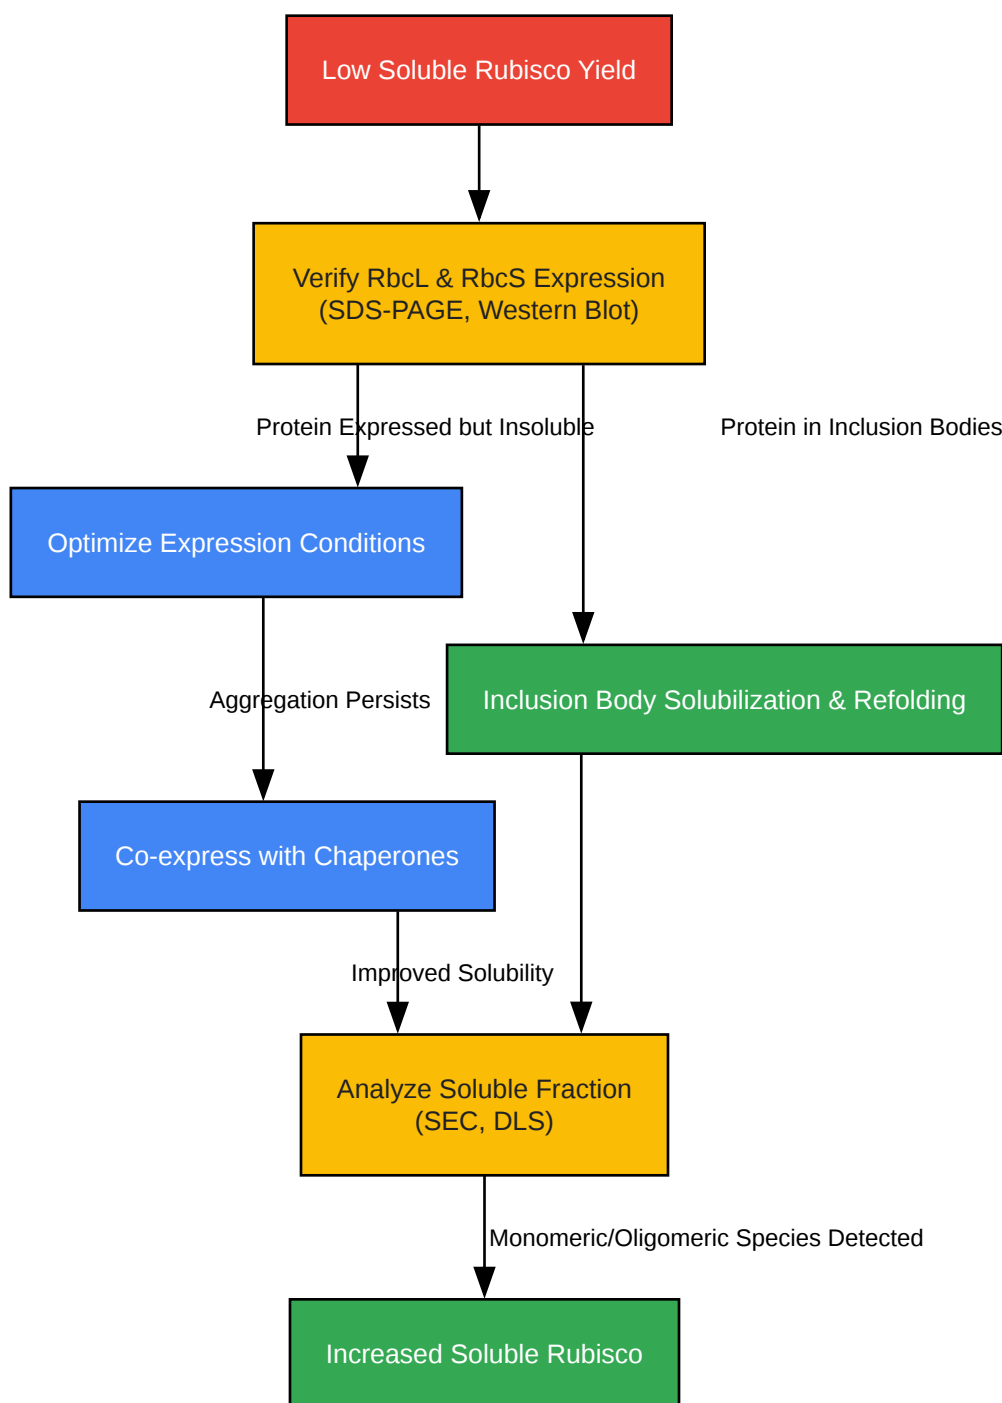 Low Soluble Rubisco Yield
Verify RbcL & RbcS Expression
(SDS-PAGE, Western Blot)
Protein Expressed but Insoluble
Protein in Inclusion Bodies
Optimize Expression Conditions
Aggregation Persists
Inclusion Body Solubilization & Refolding
Co-express with Chaperones
Improved Solubility
Analyze Soluble Fraction
(SEC, DLS)
Monomeric/Oligomeric Species Detected
Increased Soluble Rubisco